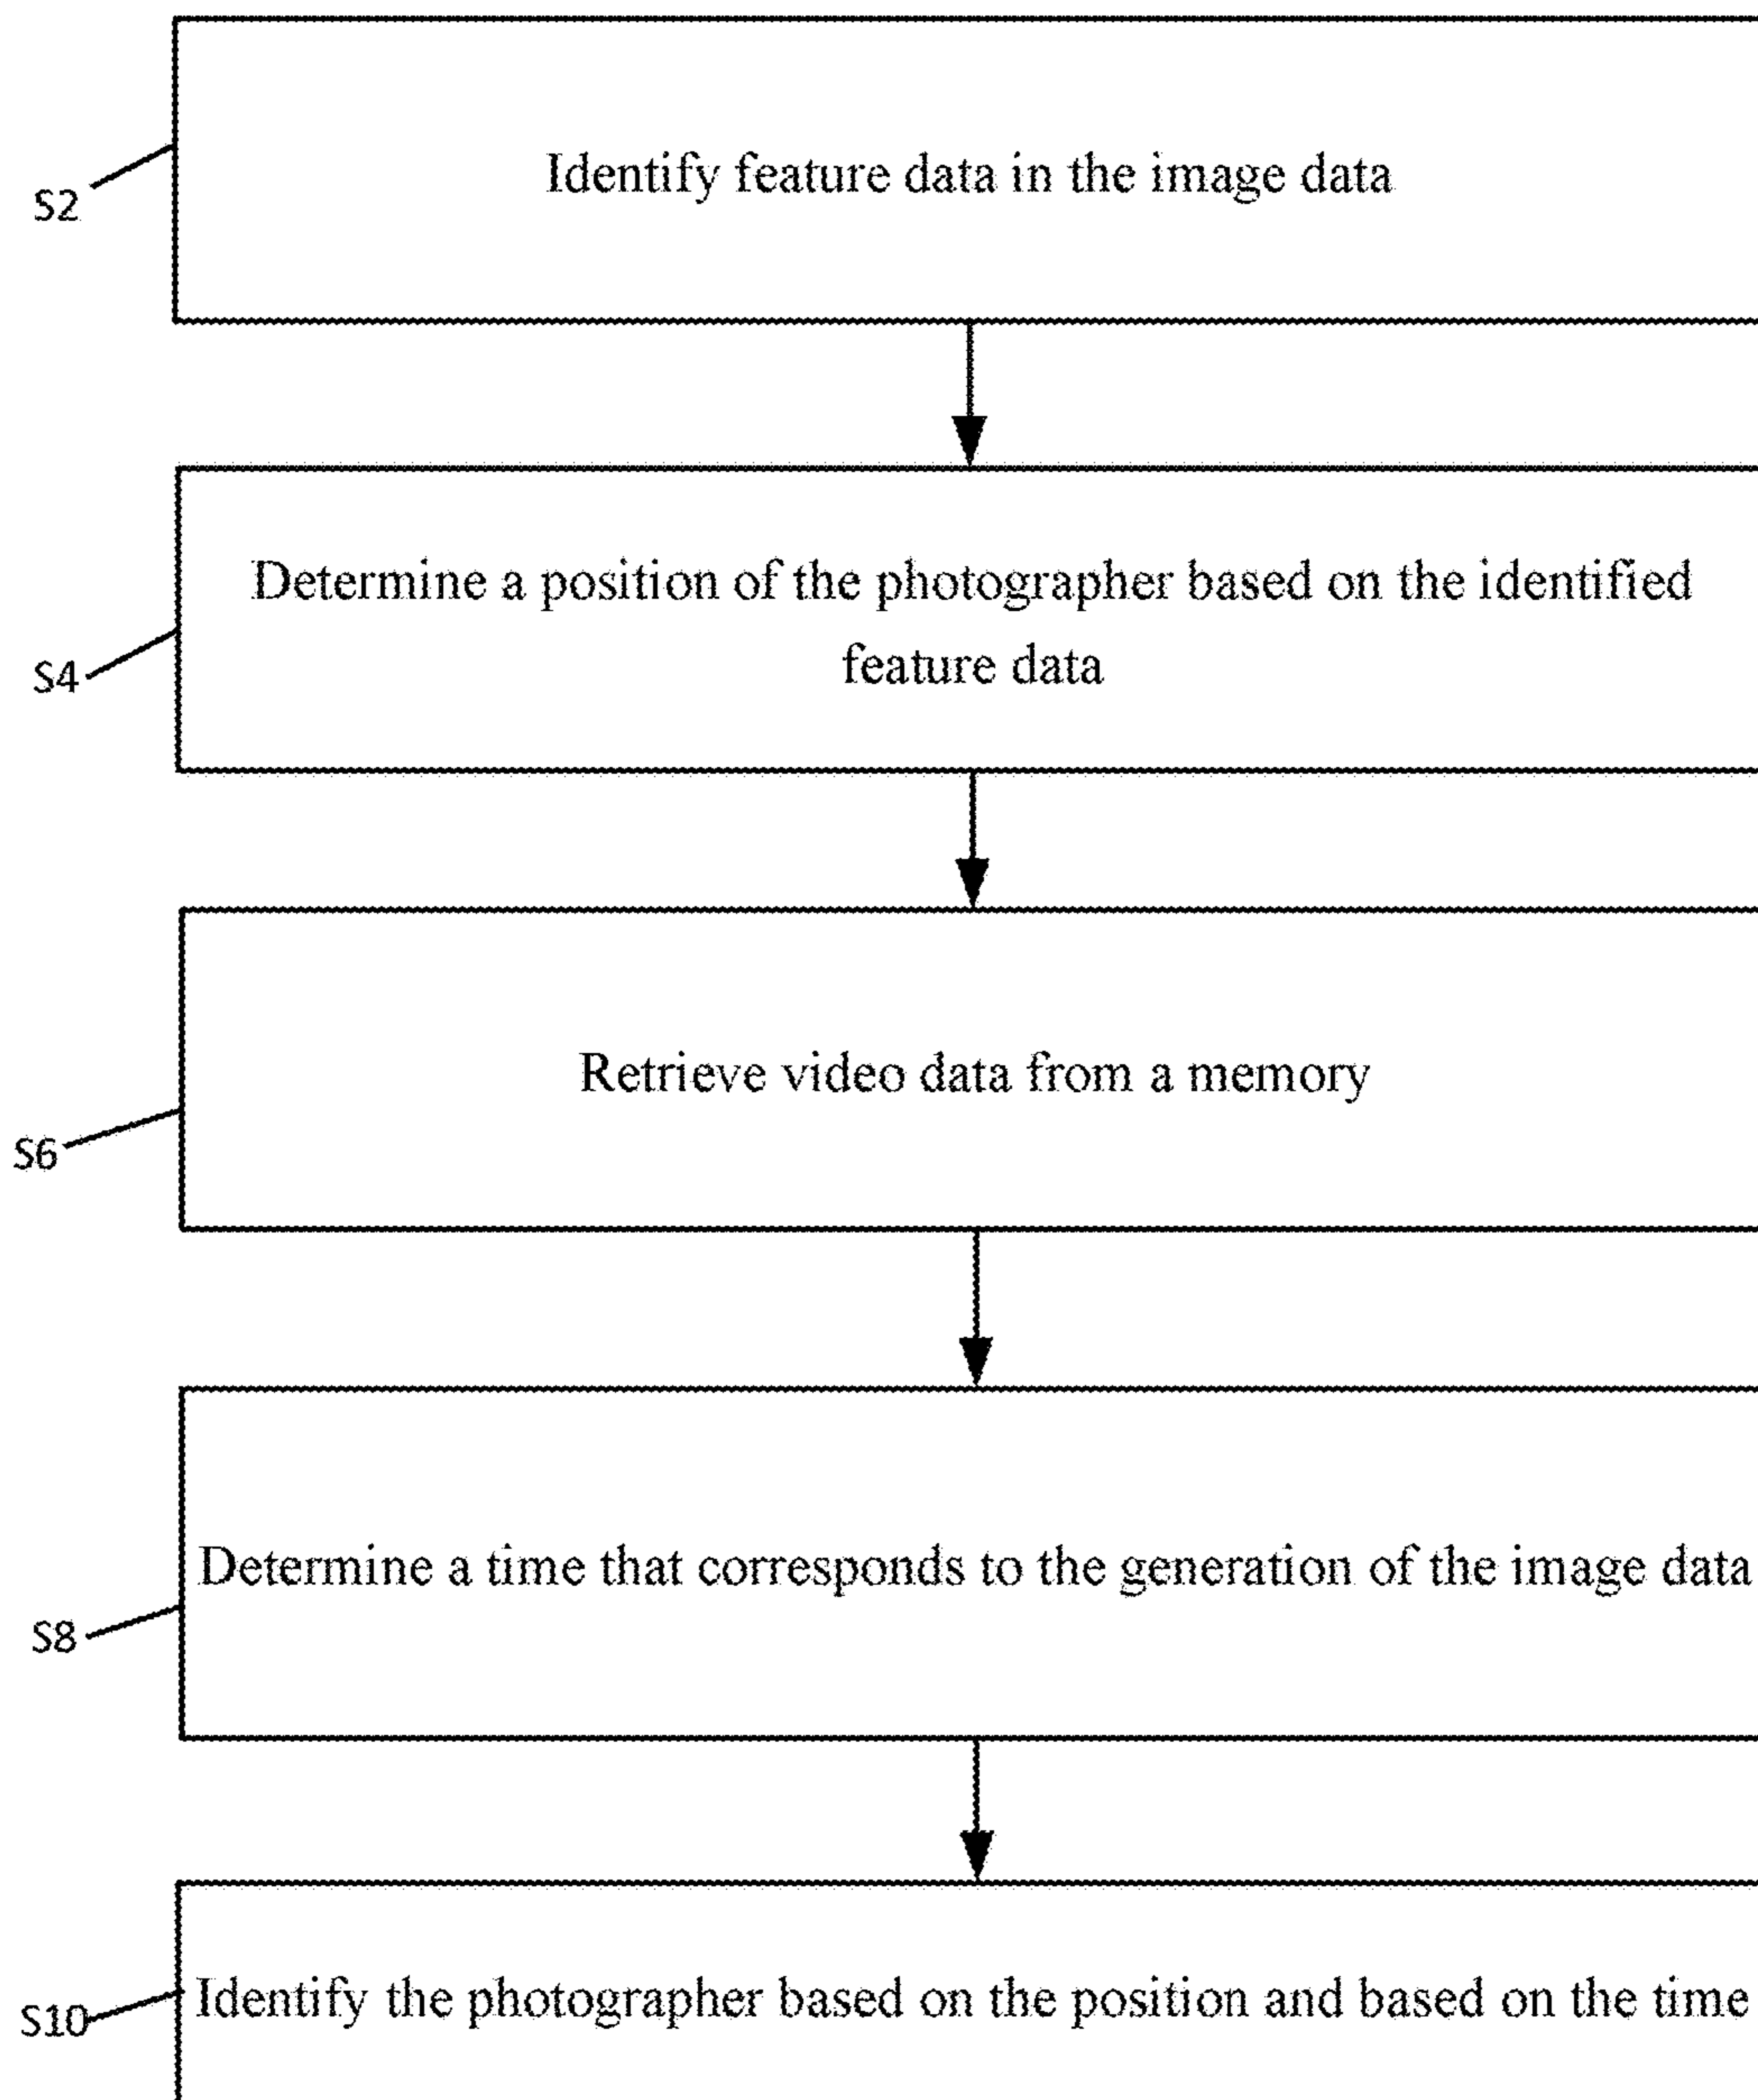 Identify feature data in the image data
S2
Determine a position of the photographer based on the identified
feature data
S4
Retrieve video data from a memory
S6
Determine a time that corresponds to the generation of the image data
S8
Identify the photographer based on the position and based on the time
S10